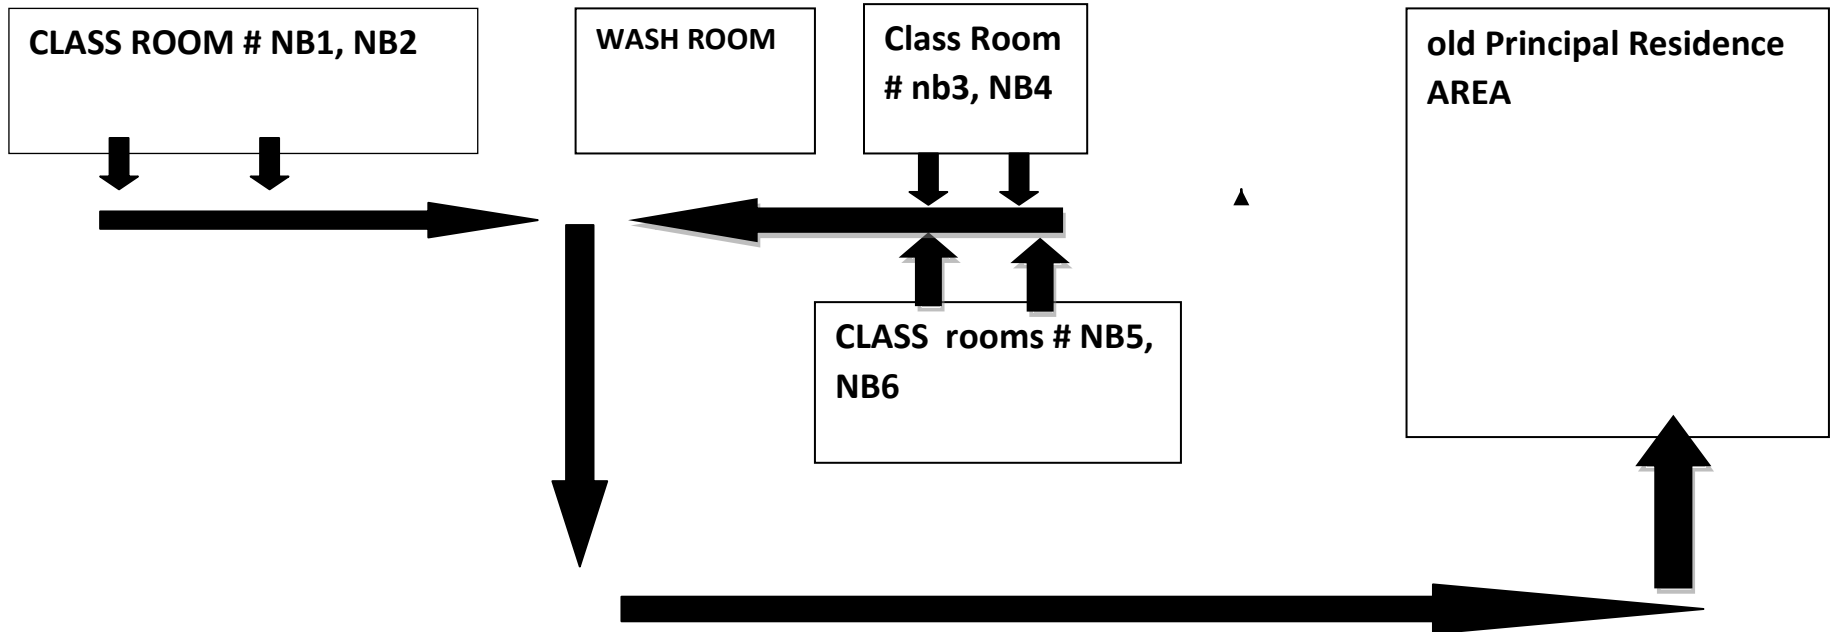 CLASS ROOM # NB1, NB2
WASH ROOM
Class Room
# nb3, NB4
old Principal Residence
AREA
CLASS rooms # NB5,
NB6